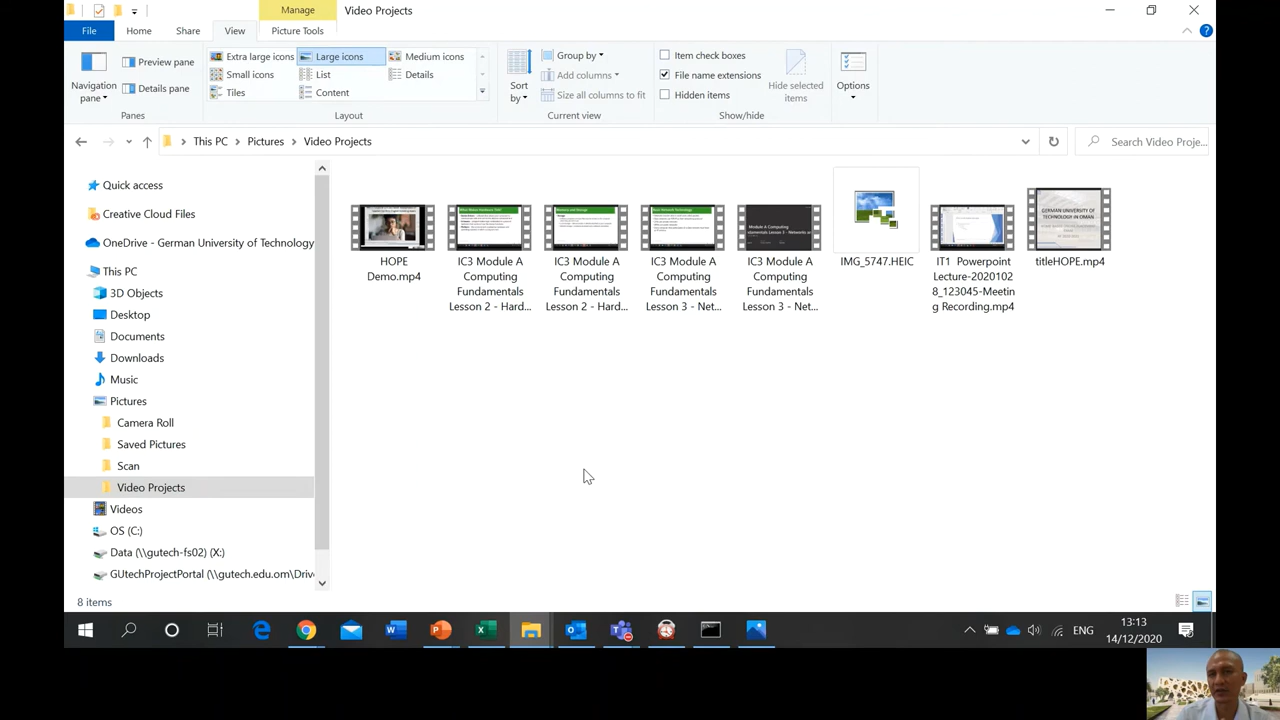 Manage
Video Projects
File
Home
Share
View
Picture Tools
Navigation pane
Preview pane
Details pane
Panes
Extra large icons
Large icons
Medium icons
Small icons
List
Details
Tiles
Content
Layout
Sort by
Group by
Add columns
Size all columns to fit
Current view
Item check boxes
File name extensions
Hidden items
Hide selected items
Show/hide
Options
This PC
Pictures
Video Projects
Search Video Proje...
Quick access
Creative Cloud Files
OneDrive - German University of Technology
This PC
3D Objects
Desktop
Documents
Downloads
Music
Pictures
Camera Roll
Saved Pictures
Scan
Video Projects
Videos
OS (C:)
Data (\\gutech-fs02) (X:)
GUtechProjectPortal (\\gutech.edu.om\Driv
HOPE
Demo.mp4
IC3 Module A
Computing
Fundamentals
Lesson 2 - Hard...
IC3 Module A
Computing
Fundamentals
Lesson 2 - Hard...
IC3 Module A
Computing
Fundamentals
Lesson 3 - Net...
Module A Computing
IC3 Module A
Computing
Fundamentals
Lesson 3 - Net...
IMG_5747.HEIC
IT1 Powerpoint
Lecture-2020102
8_123045-Meetin
g Recording.mp4
GERMAN UNIVERSITY OF
TECHNOLOGY IN OMAN
titleHOPE.mp4
8 items
ENG
13:13
14/12/2020